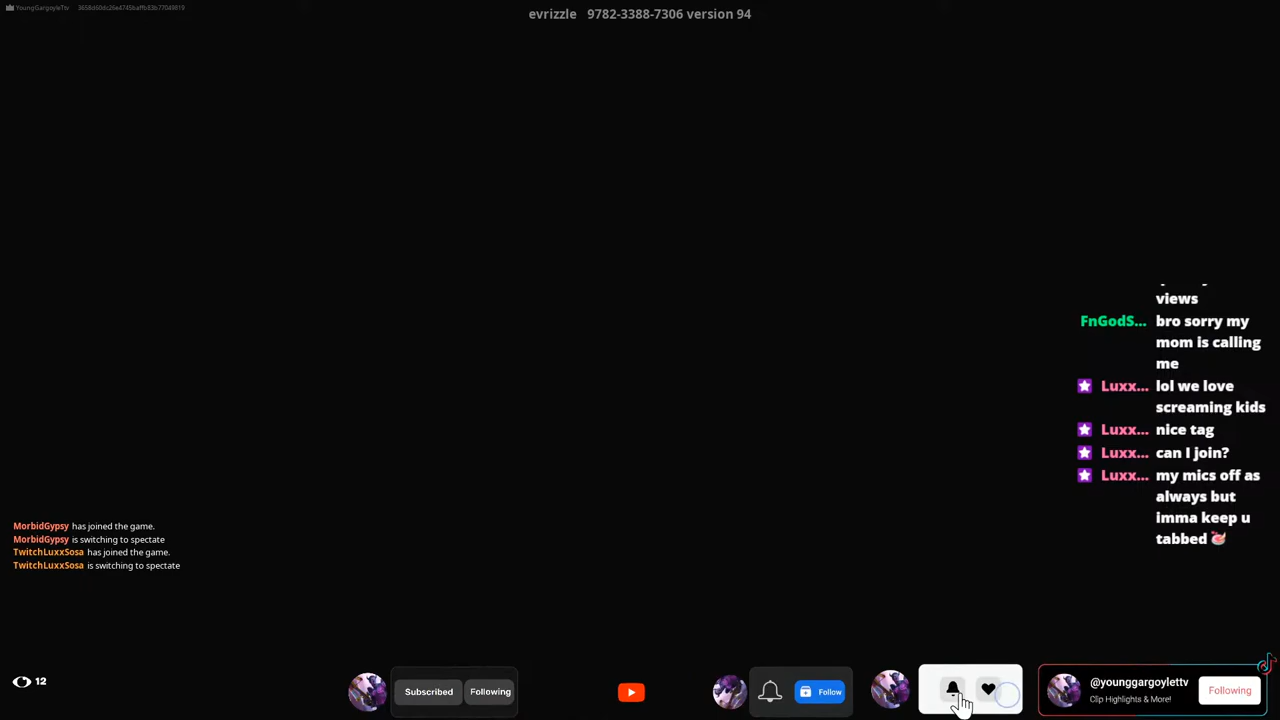 YoungGargoyleTtv 3658d60dc26e4745baffb83b77049819
evrizzle 9782-3388-7306 version 94
views
FnGodS... bro sorry my
mom is calling
me
Luxx... lol we love
screaming kids
Luxx... nice tag
Luxx... can I join?
Luxx... my mics off as
always but
imma keep u
tabbed
MorbidGypsy has joined the game.
MorbidGypsy is switching to spectate
TwitchLuxxSosa has joined the game.
TwitchLuxxSosa is switching to spectate
12
Subscribed Following
Follow
@younggargoylettv
Clip Highlights & More!
Following